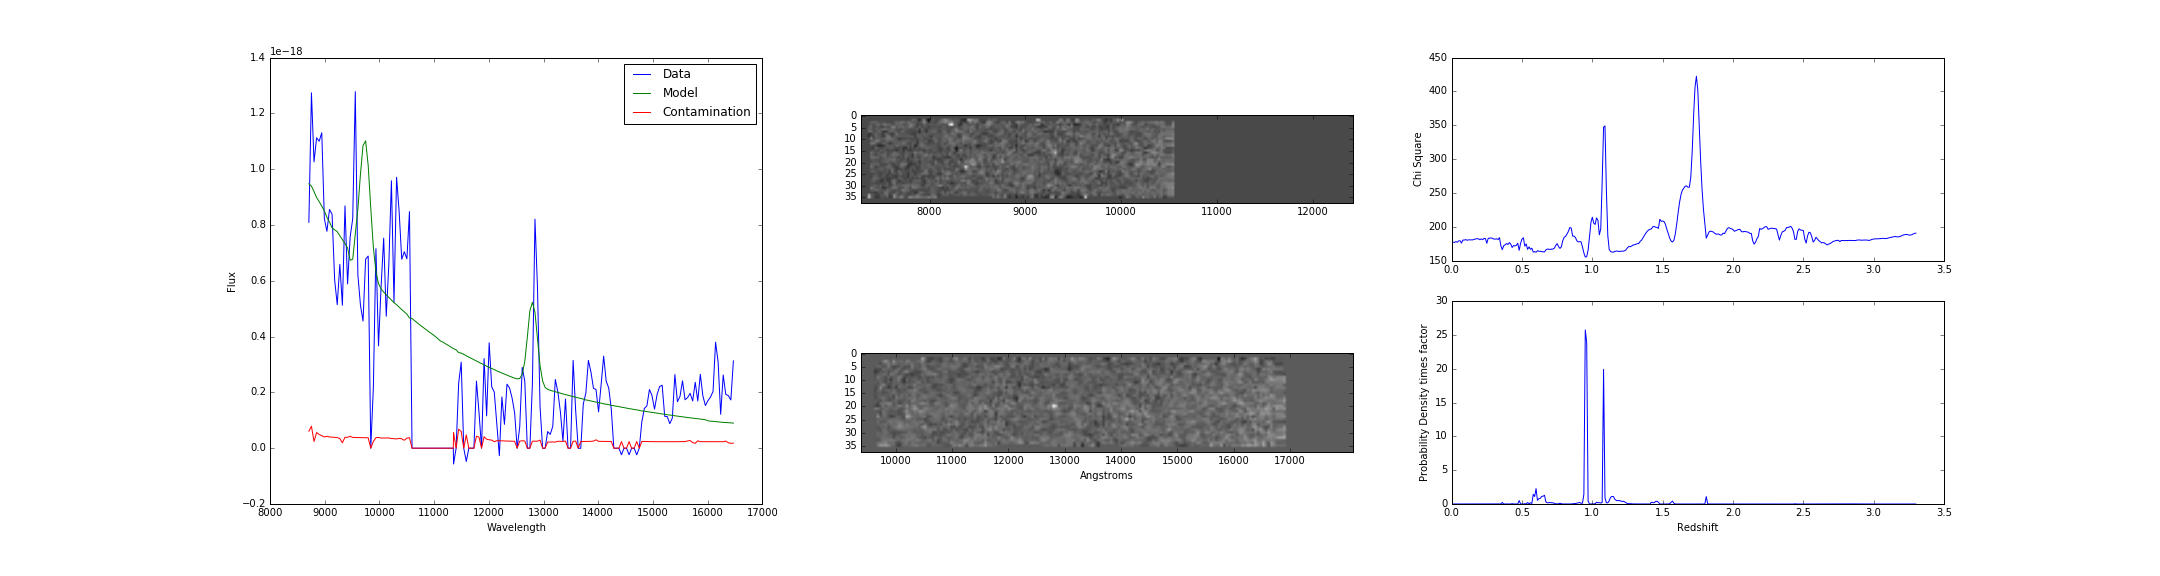 1e−18
1.4
1.2
1.0
0.8
0.6
0.4
0.2
0.0
−0.2
Flux
Data
Model
Contamination
8000 9000 10000 11000 12000 13000 14000 15000 16000 17000
Wavelength
0
5
10
15
20
25
30
35
8000 9000 10000 11000 12000
0
5
10
15
20
25
30
35
10000 11000 12000 13000 14000 15000 16000 17000
Angstroms
450
400
350
300
250
200
150
Chi Square
0.0 0.5 1.0 1.5 2.0 2.5 3.0 3.5
30
25
20
15
10
5
0
Probability Density times factor
0.0 0.5 1.0 1.5 2.0 2.5 3.0 3.5
Redshift